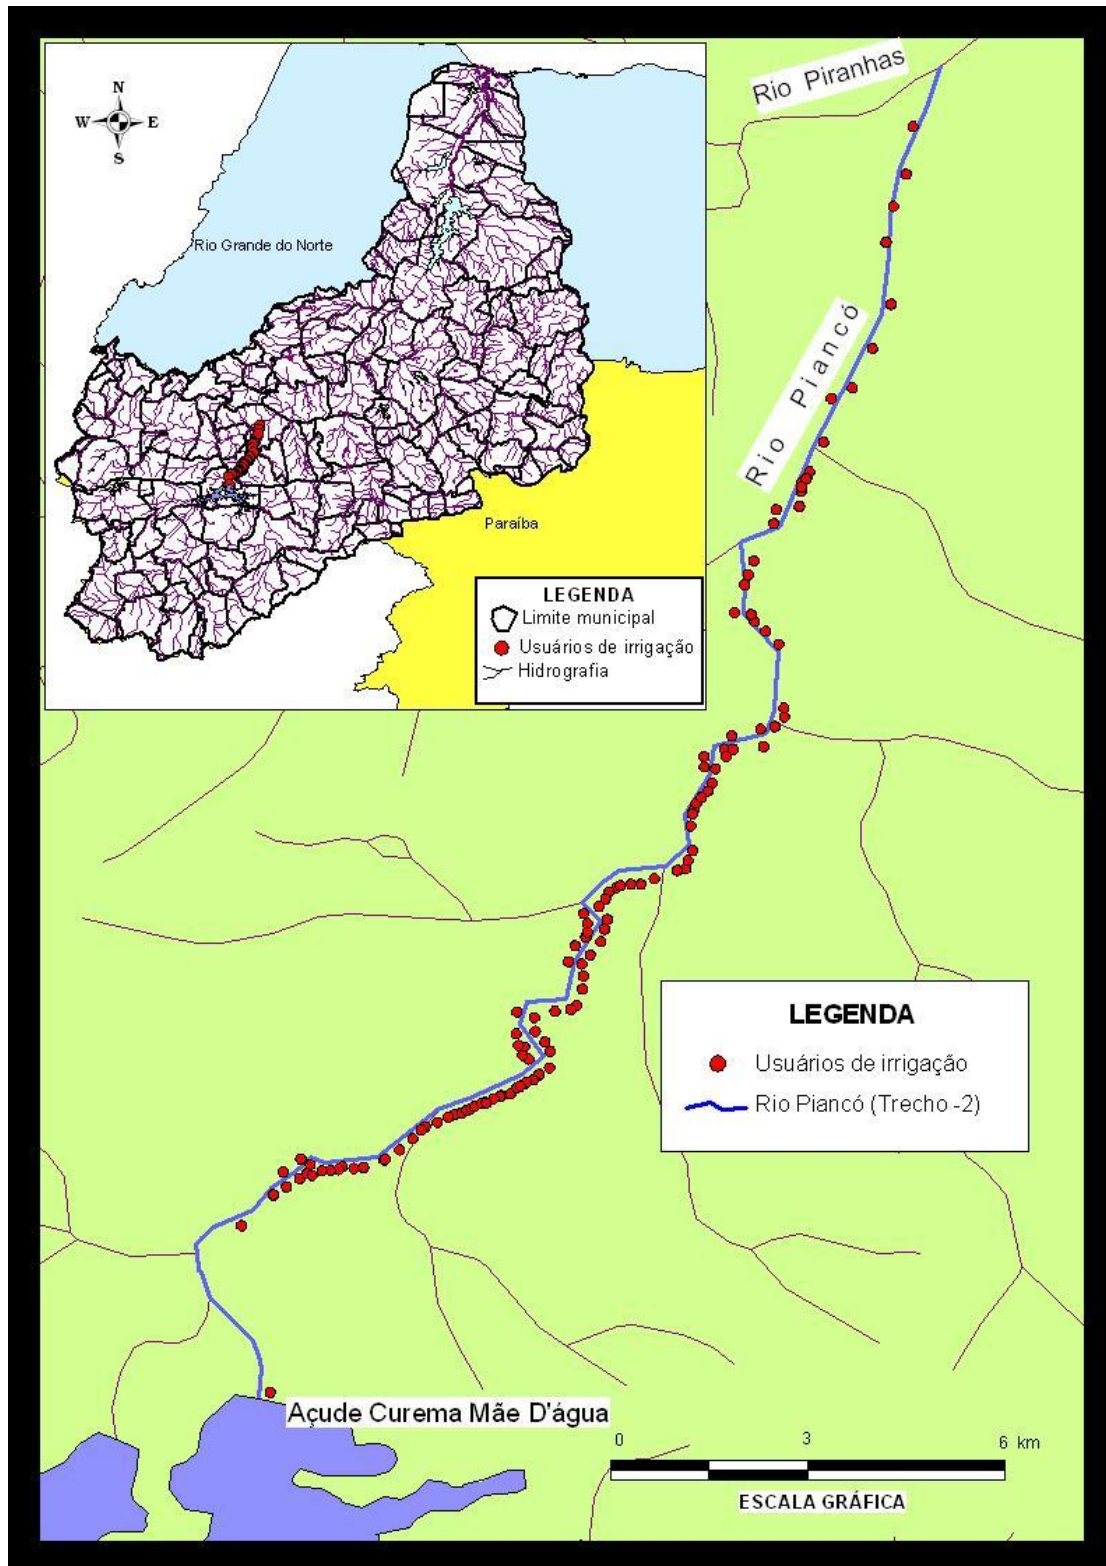 Rio Piranhas
N
W E
S
Rio Grande do Norte
Rio Piancó
Paraíba
LEGENDA
Limite municipal
Usuários de irrigação
Hidrografia
LEGENDA
Usuários de irrigação
Rio Piancó (Trecho -2)
Açude Curema Mãe D'água
0 3 6 km
ESCALA GRÁFICA